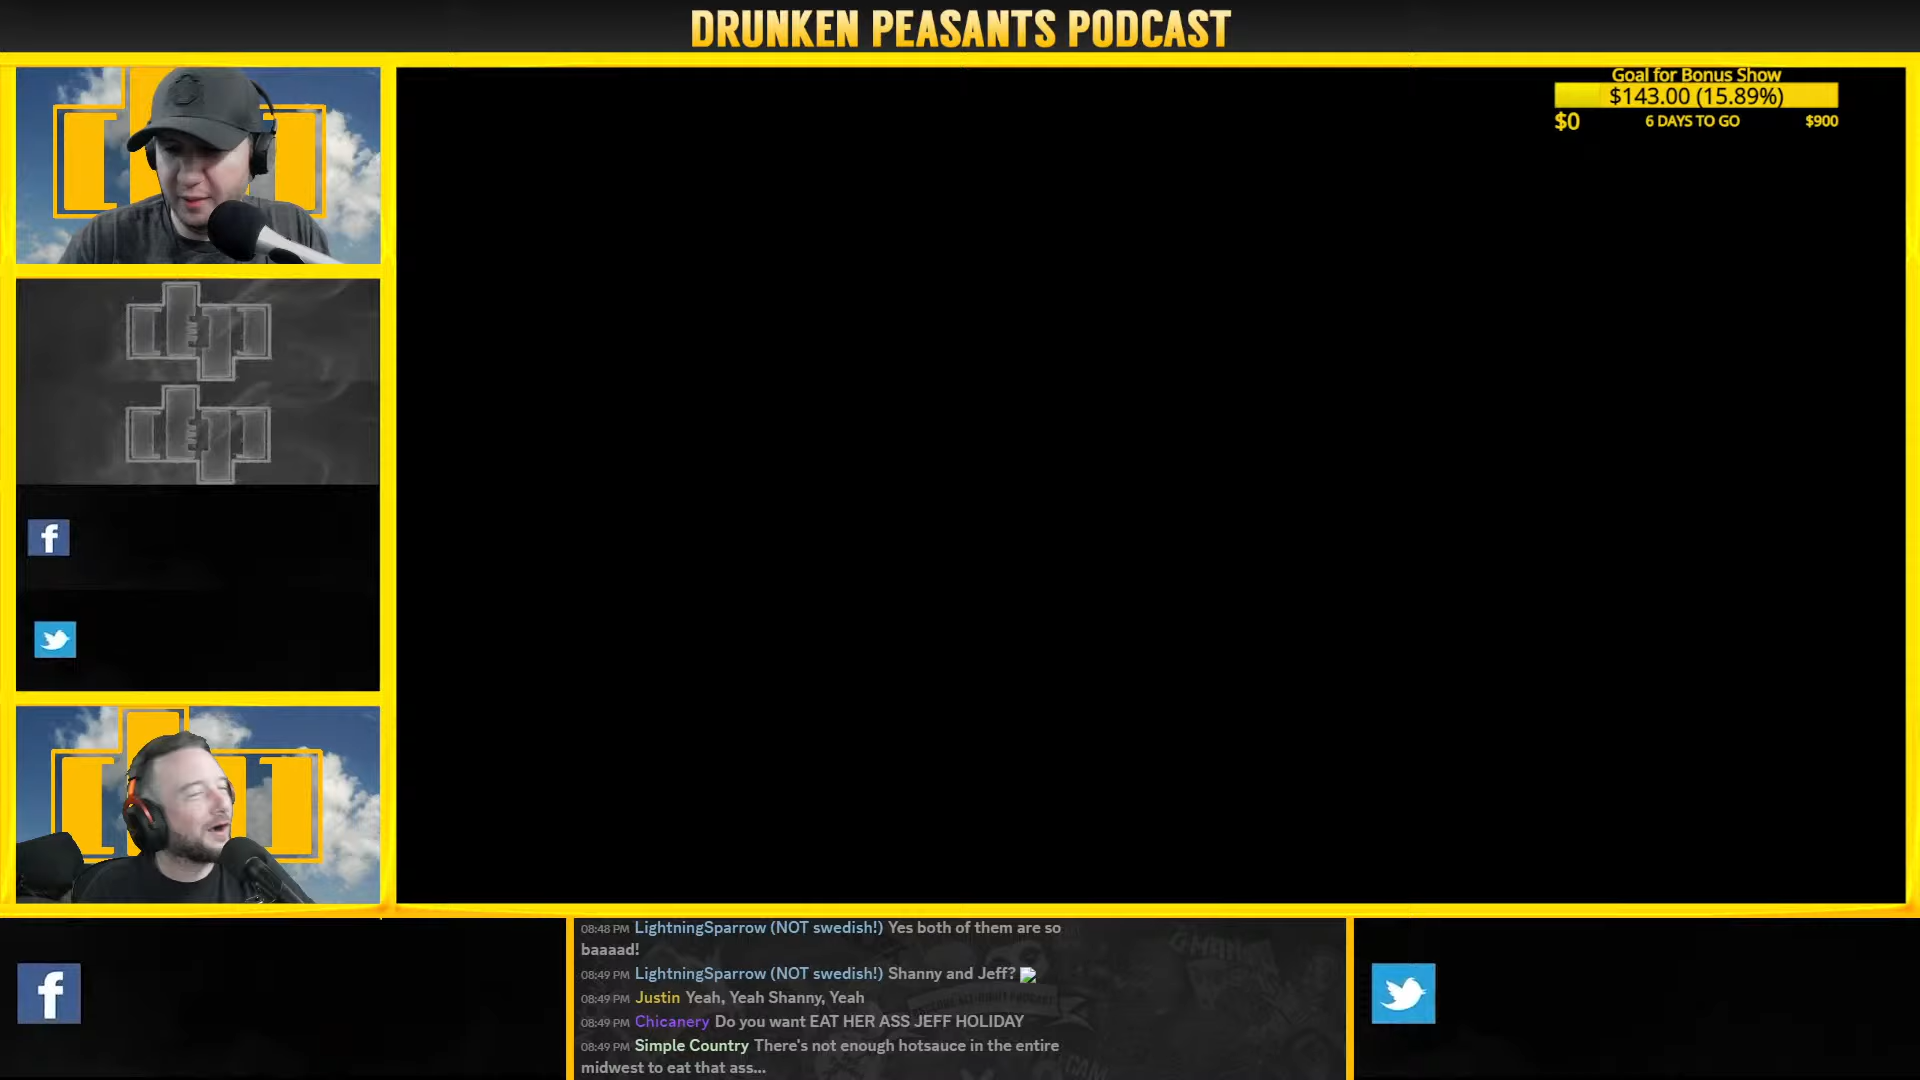 DRUNKEN PEASANTS PODCAST
Goal for Bonus Show
$143.00 (15.89%)
$0 6 DAYS TO GO $900
08:48 PM LightningSparrow (NOT swedish!) Yes both of them are so
baaaad!
08:49 PM LightningSparrow (NOT swedish!) Shanny and Jeff?
08:49 PM Justin Yeah, Yeah Shanny, Yeah
08:49 PM Chicanery Do you want EAT HER ASS JEFF HOLIDAY
08:49 PM Simple Country There's not enough hotsauce in the entire
midwest to eat that ass...